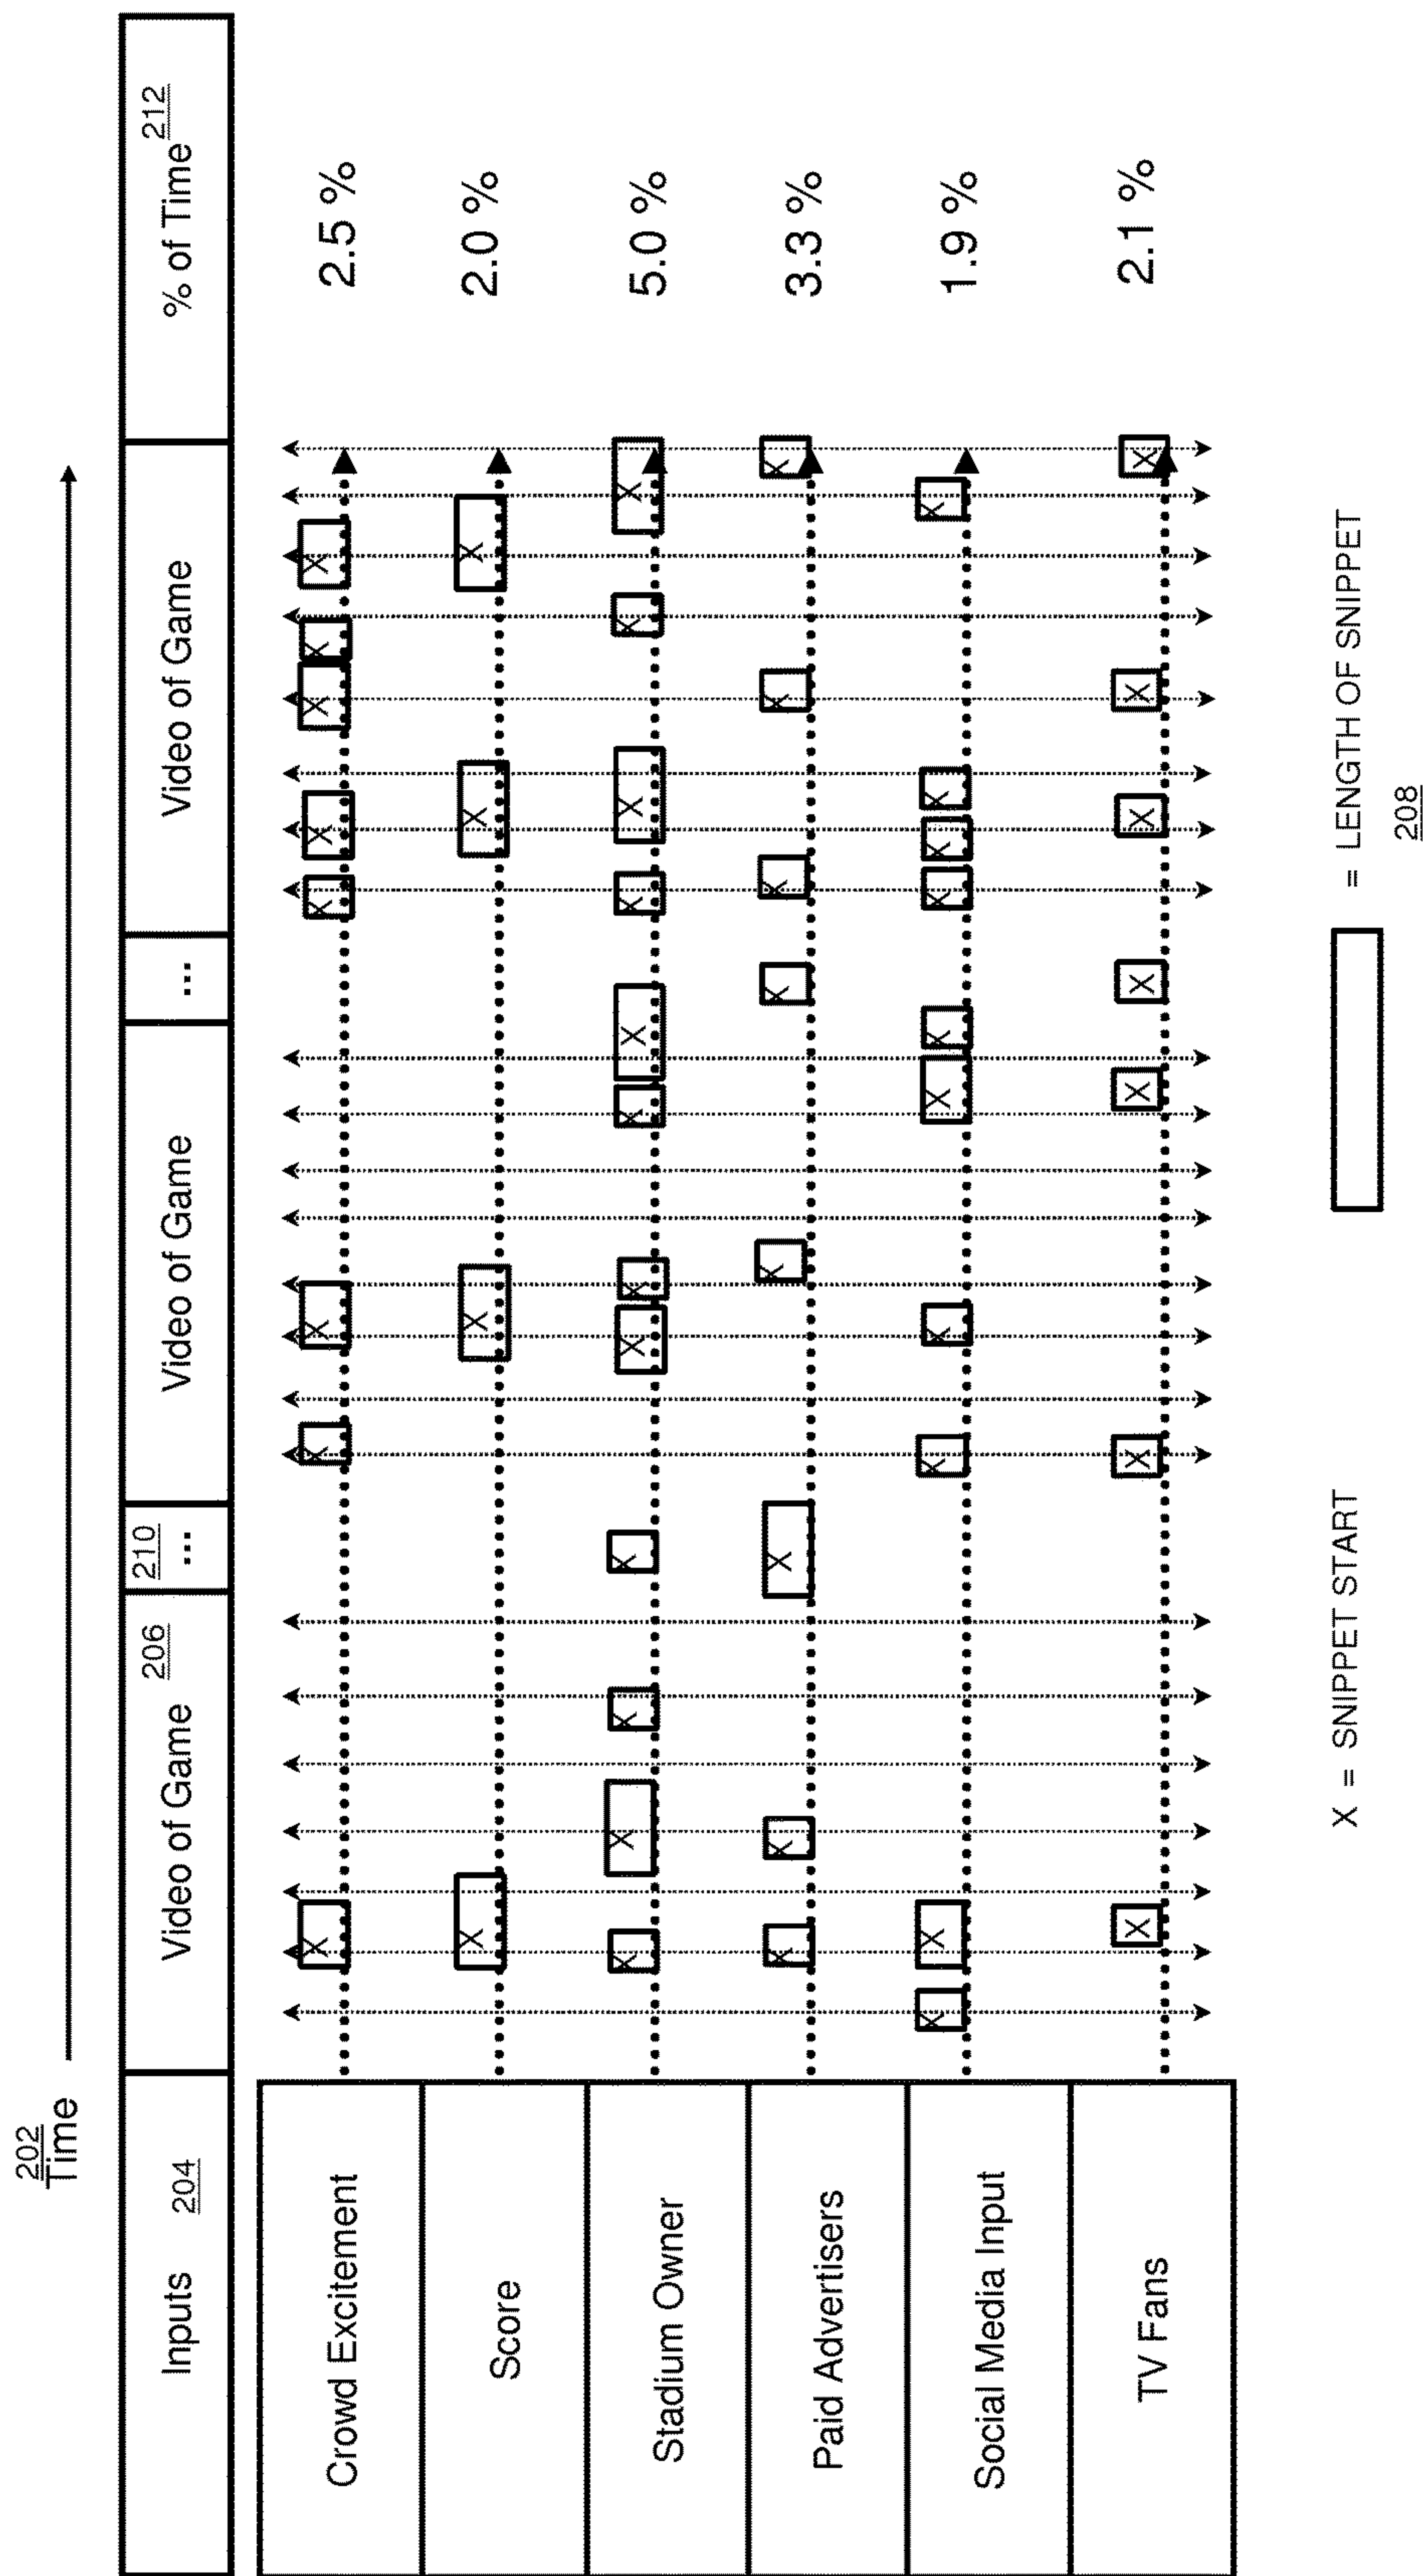 202
Time
Inputs 204
Video of Game 206
210
...
Video of Game
...
Video of Game
% of Time 212
Crowd Excitement
X X X X X X X X
2.5 %
Score
X X X X
2.0 %
Stadium Owner
X X X X X X X X X X X X
5.0 %
Paid Advertisers
X X X X X X X X
3.3 %
Social Media Input
X X X X X X X X X X
1.9 %
TV Fans
X X X X X X X
2.1 %
X = SNIPPET START
= LENGTH OF SNIPPET
208